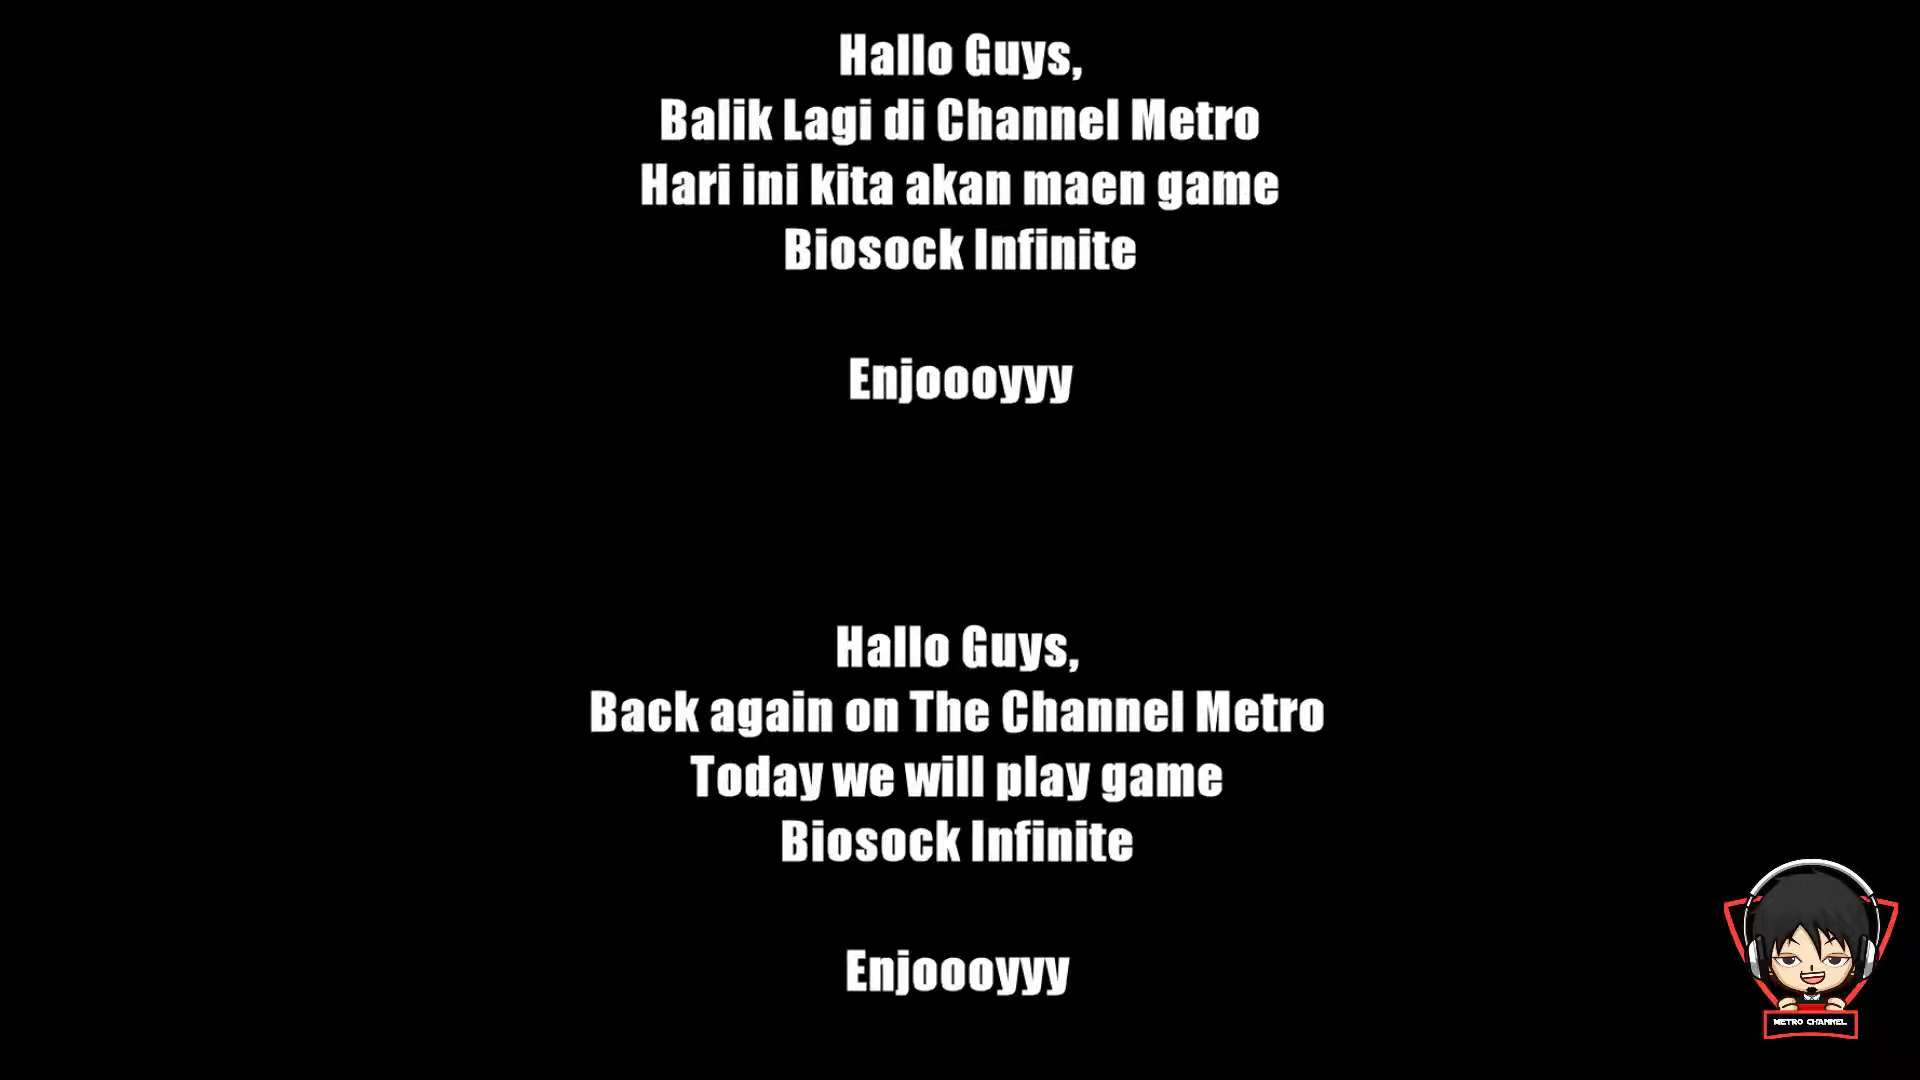 Hallo Guys,
Balik Lagi di Channel Metro
Hari ini kita akan maen game
Biosock Infinite
Enjoooyyy
Hallo Guys,
Back again on The Channel Metro
Today we will play game
Biosock Infinite
Enjoooyyy
METRO CHANNEL